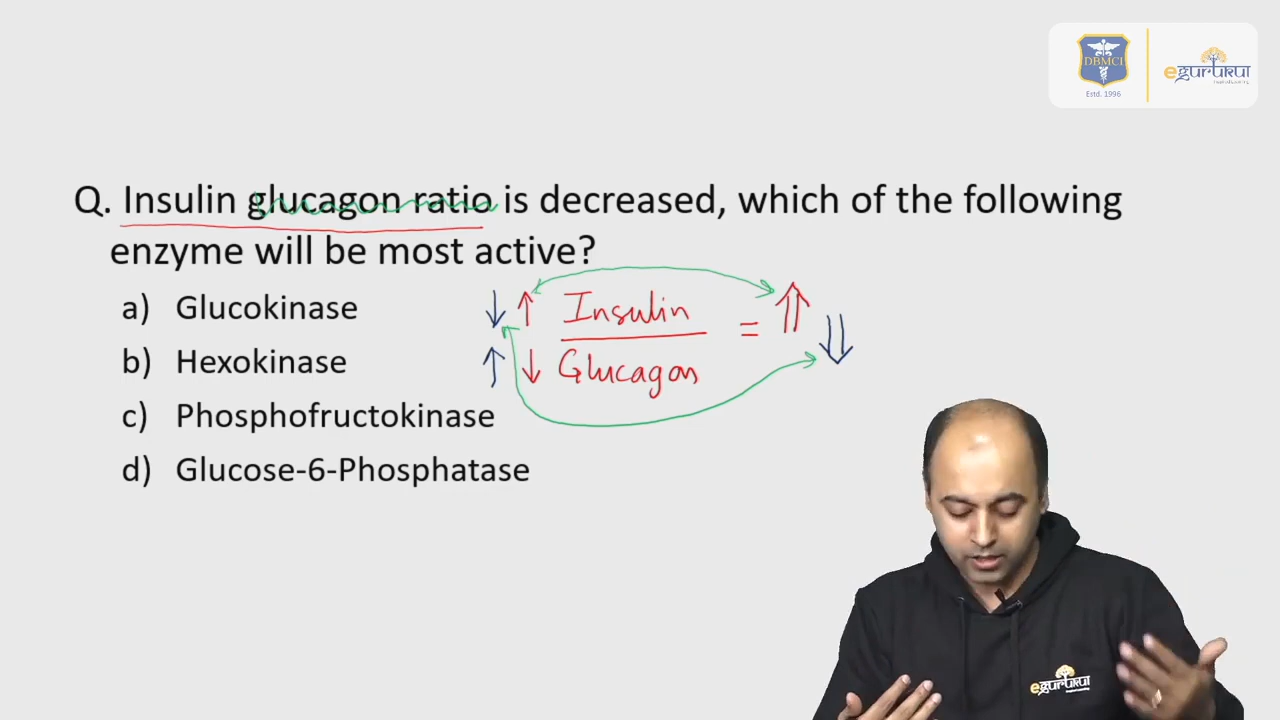 DBMCI
Estd. 1996
egurukul
Q. Insulin glucagon ratio is decreased, which of the following
enzyme will be most active?
a) Glucokinase
b) Hexokinase
c) Phosphofructokinase
d) Glucose-6-Phosphatase
↓ ↑ Insulin = ⇑
↑ ↓ Glucagon ⇓
egurukul